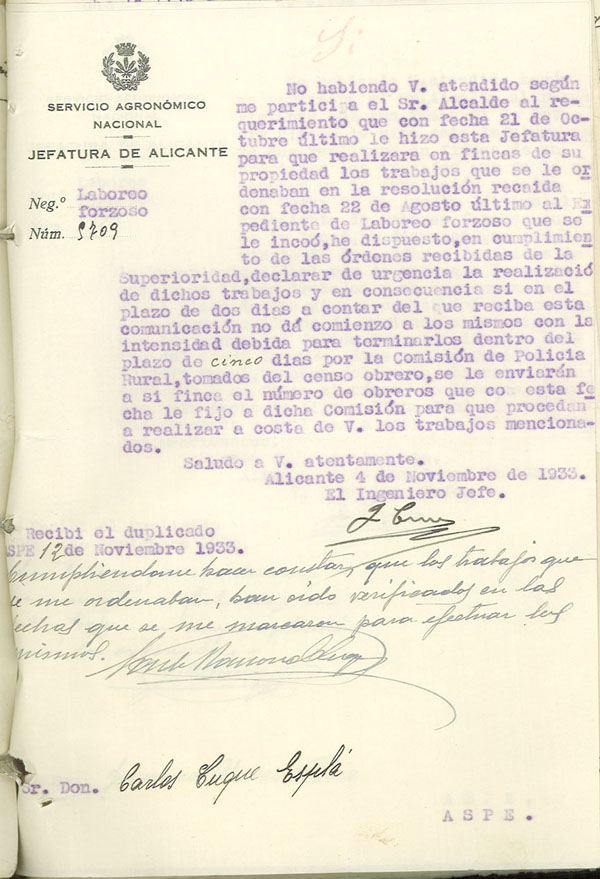 Si
SERVICIO AGRONÓMICO
NACIONAL
JEFATURA DE ALICANTE
Neg.º Laboreo
forzoso
Núm. 5709
No habiendo V. atendido según
me participa el Sr. Alcalde al re-
querimiento que con fecha 21 de Oc-
tubre último le hizo esta Jefatura
para que realizara en fincas de su
propiedad los trabajos que se le or
denaban en la resolución recaida
con fecha 22 de Agosto último al Ex
pediente de Laboreo forzoso que se
le incoó,he dispuesto,en cumplimien
to de las órdenes recibidas de la
Superioridad,declarar de urgencia la realizació
de dichos trabajos y en consecuencia si en el
plazo de dos dias a contar del que reciba esta
comunicación no dá comienzo a los mismos con la
intensidad debida para terminarlos dentro del
plazo de cinco dias por la Comisión de Policia
Rural,tomados del censo obrero,se le enviarán
a si finca el número de obreros que con esta fe
cha le fijo a dicha Comisión para que procedan
a realizar a costa de V. los trabajos menciona-
dos.
Saludo a V. atentamente.
Alicante 4 de Noviembre de 1933.
El Ingeniero Jefe.
Recibi el duplicado
SPE 12 de Noviembre 1933.
Cumpliendome hacer constar, que los trabajos que
se me ordenaban, han sido verificados en las
fechas que se me marcaron para efectuar los
mismos.
Sr. Don. Carlos Cuque Esplá
ASPE.